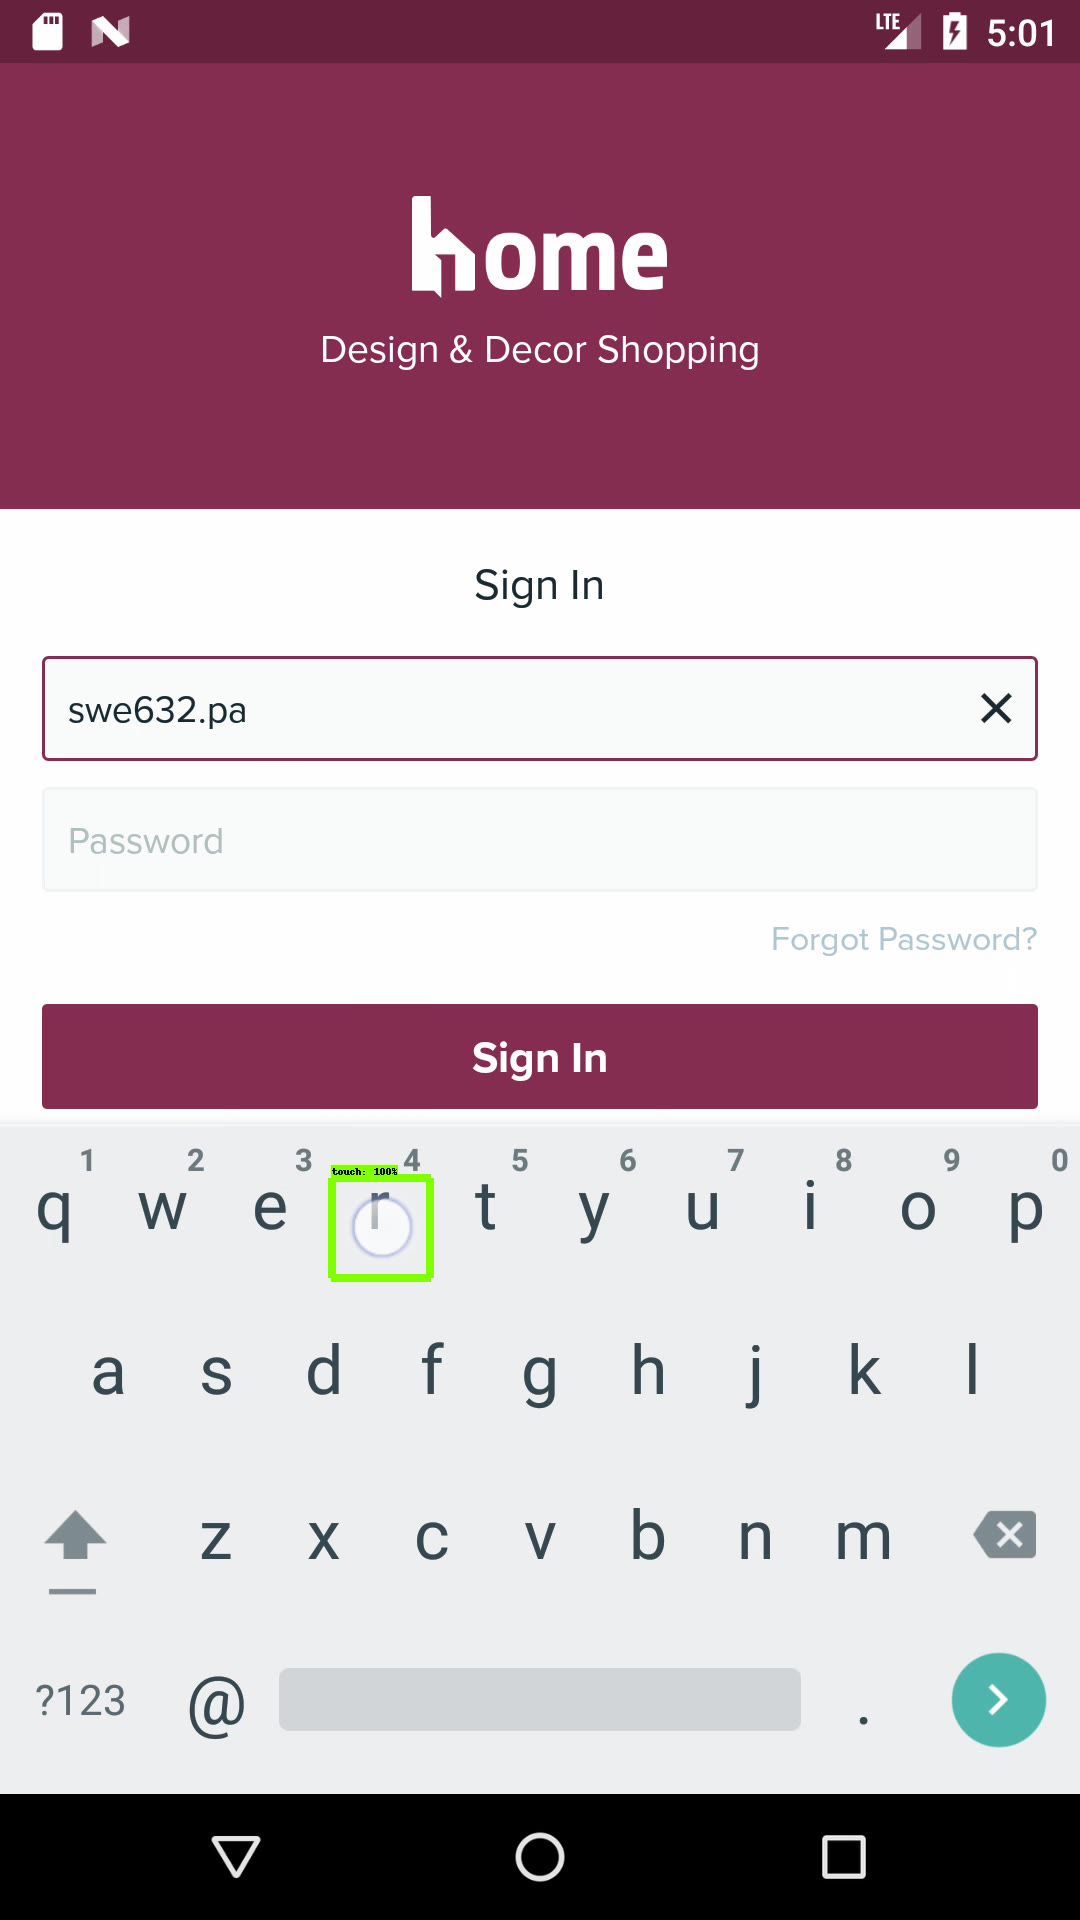 LTE 5:01
home
Design & Decor Shopping
Sign In
swe632.pa
Password
Forgot Password?
Sign In
1 2 3 4 5 6 7 8 9 0
touch: 100%
q w e r t y u i o p
a s d f g h j k l
z x c v b n m
?123 @ .